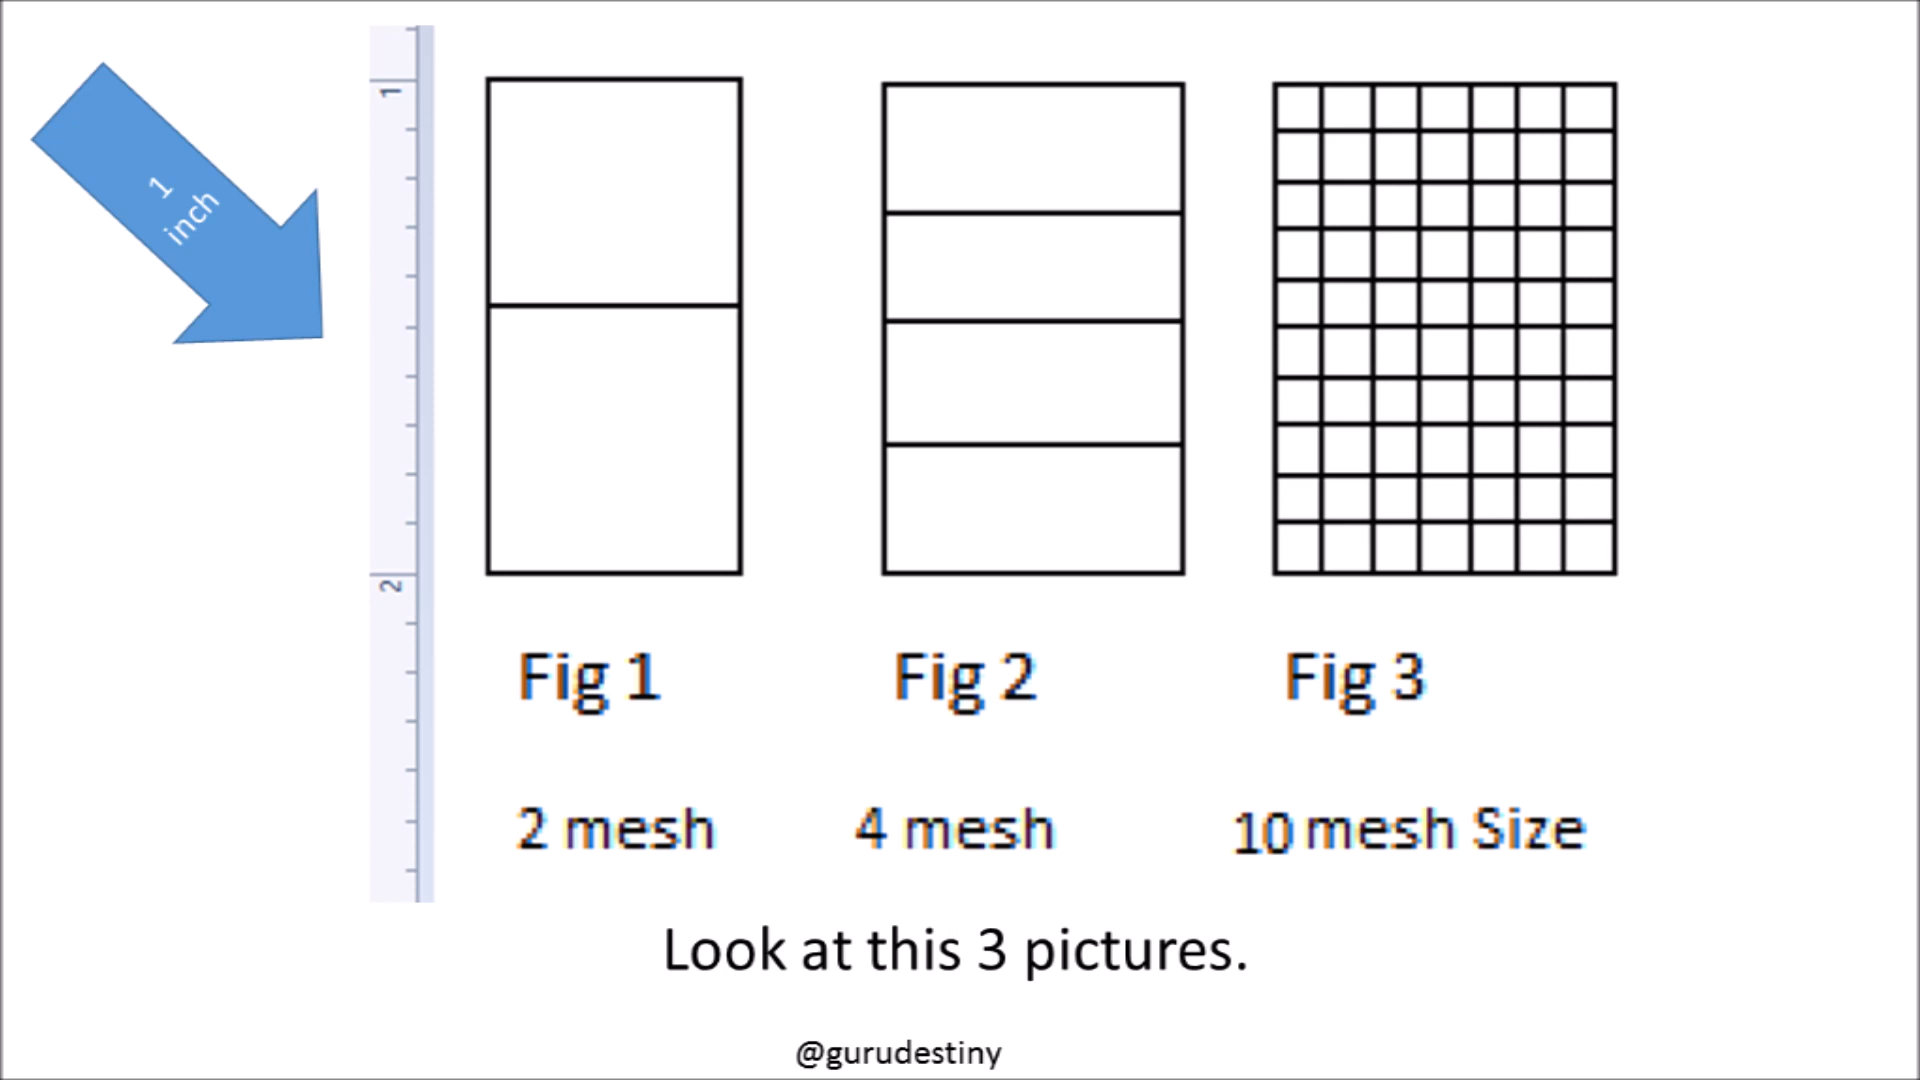 1
inch
1
2
Fig 1
Fig 2
Fig 3
2 mesh
4 mesh
10 mesh Size
Look at this 3 pictures.
@gurudestiny